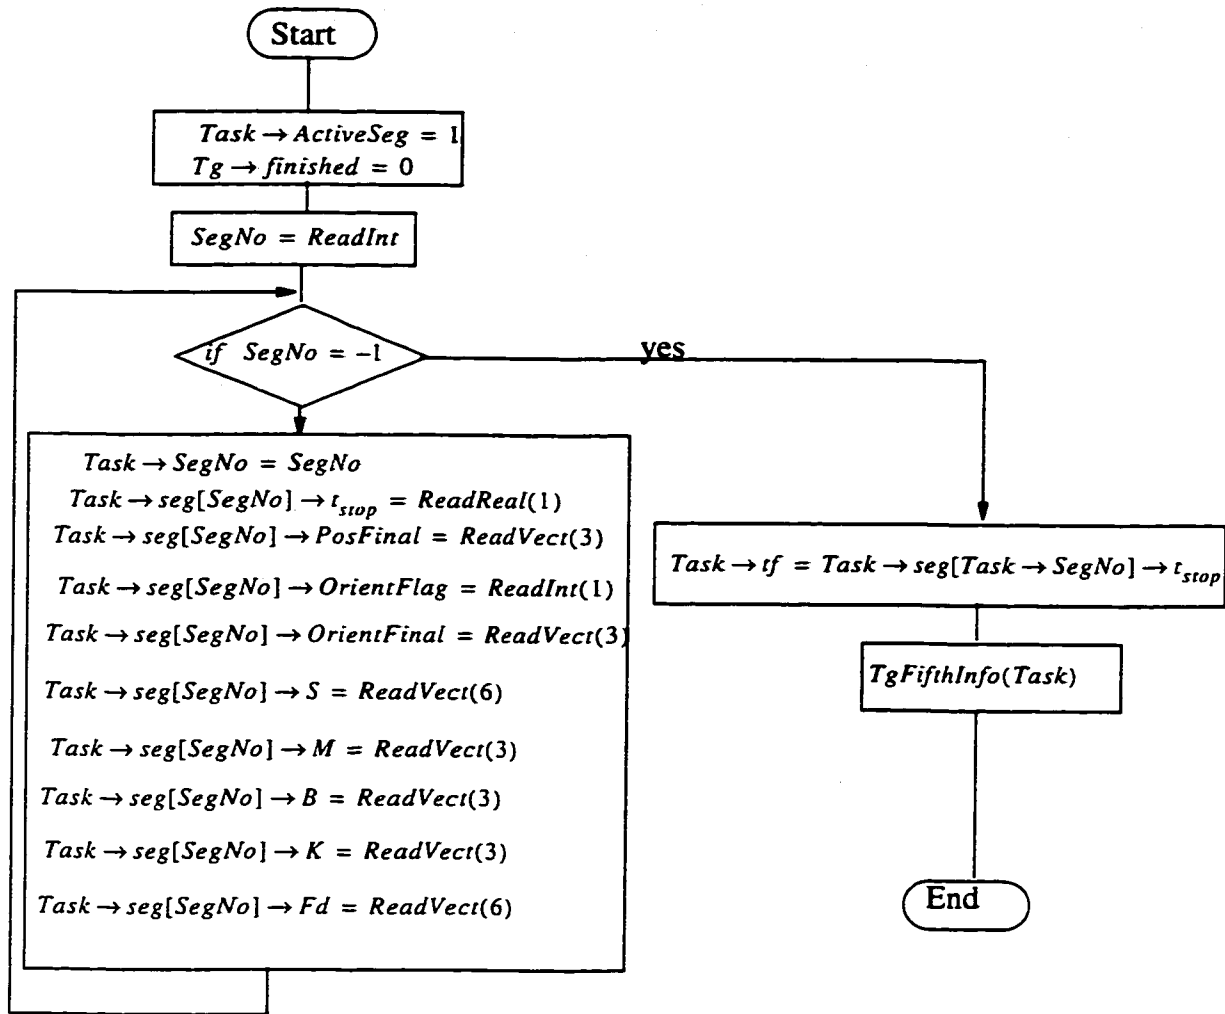 Start
Task → ActiveSeg = 1
Tg → finished = 0
SegNo = ReadInt
if SegNo = −1
yes
Task → SegNo = SegNo
Task → seg[SegNo] → t_stop = ReadReal(1)
Task → seg[SegNo] → PosFinal = ReadVect(3)
Task → seg[SegNo] → OrientFlag = ReadInt(1)
Task → seg[SegNo] → OrientFinal = ReadVect(3)
Task → seg[SegNo] → S = ReadVect(6)
Task → seg[SegNo] → M = ReadVect(3)
Task → seg[SegNo] → B = ReadVect(3)
Task → seg[SegNo] → K = ReadVect(3)
Task → seg[SegNo] → Fd = ReadVect(6)
Task → tf = Task → seg[Task → SegNo] → t_stop
TgFifthInfo(Task)
End